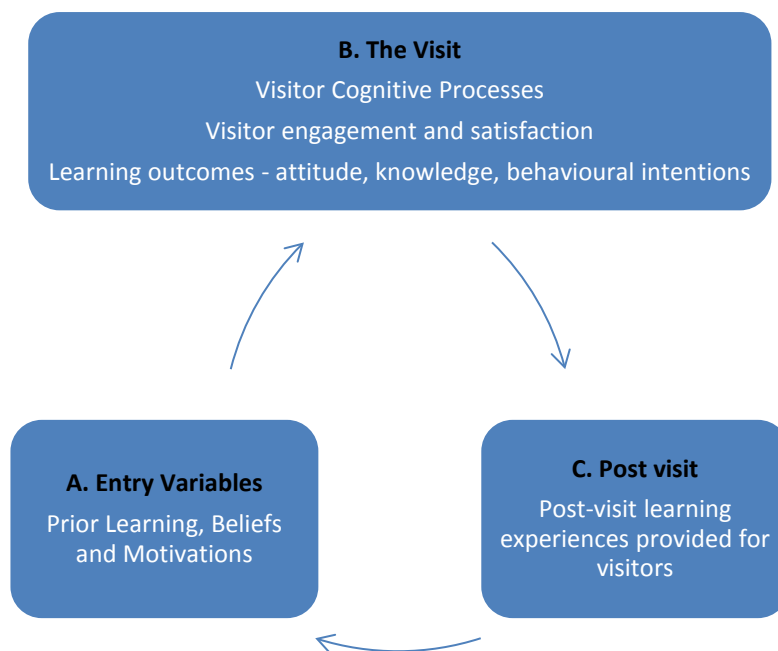 B. The Visit
Visitor Cognitive Processes
Visitor engagement and satisfaction
Learning outcomes - attitude, knowledge, behavioural intentions
A. Entry Variables
Prior Learning, Beliefs
and Motivations
C. Post visit
Post-visit learning
experiences provided for
visitors